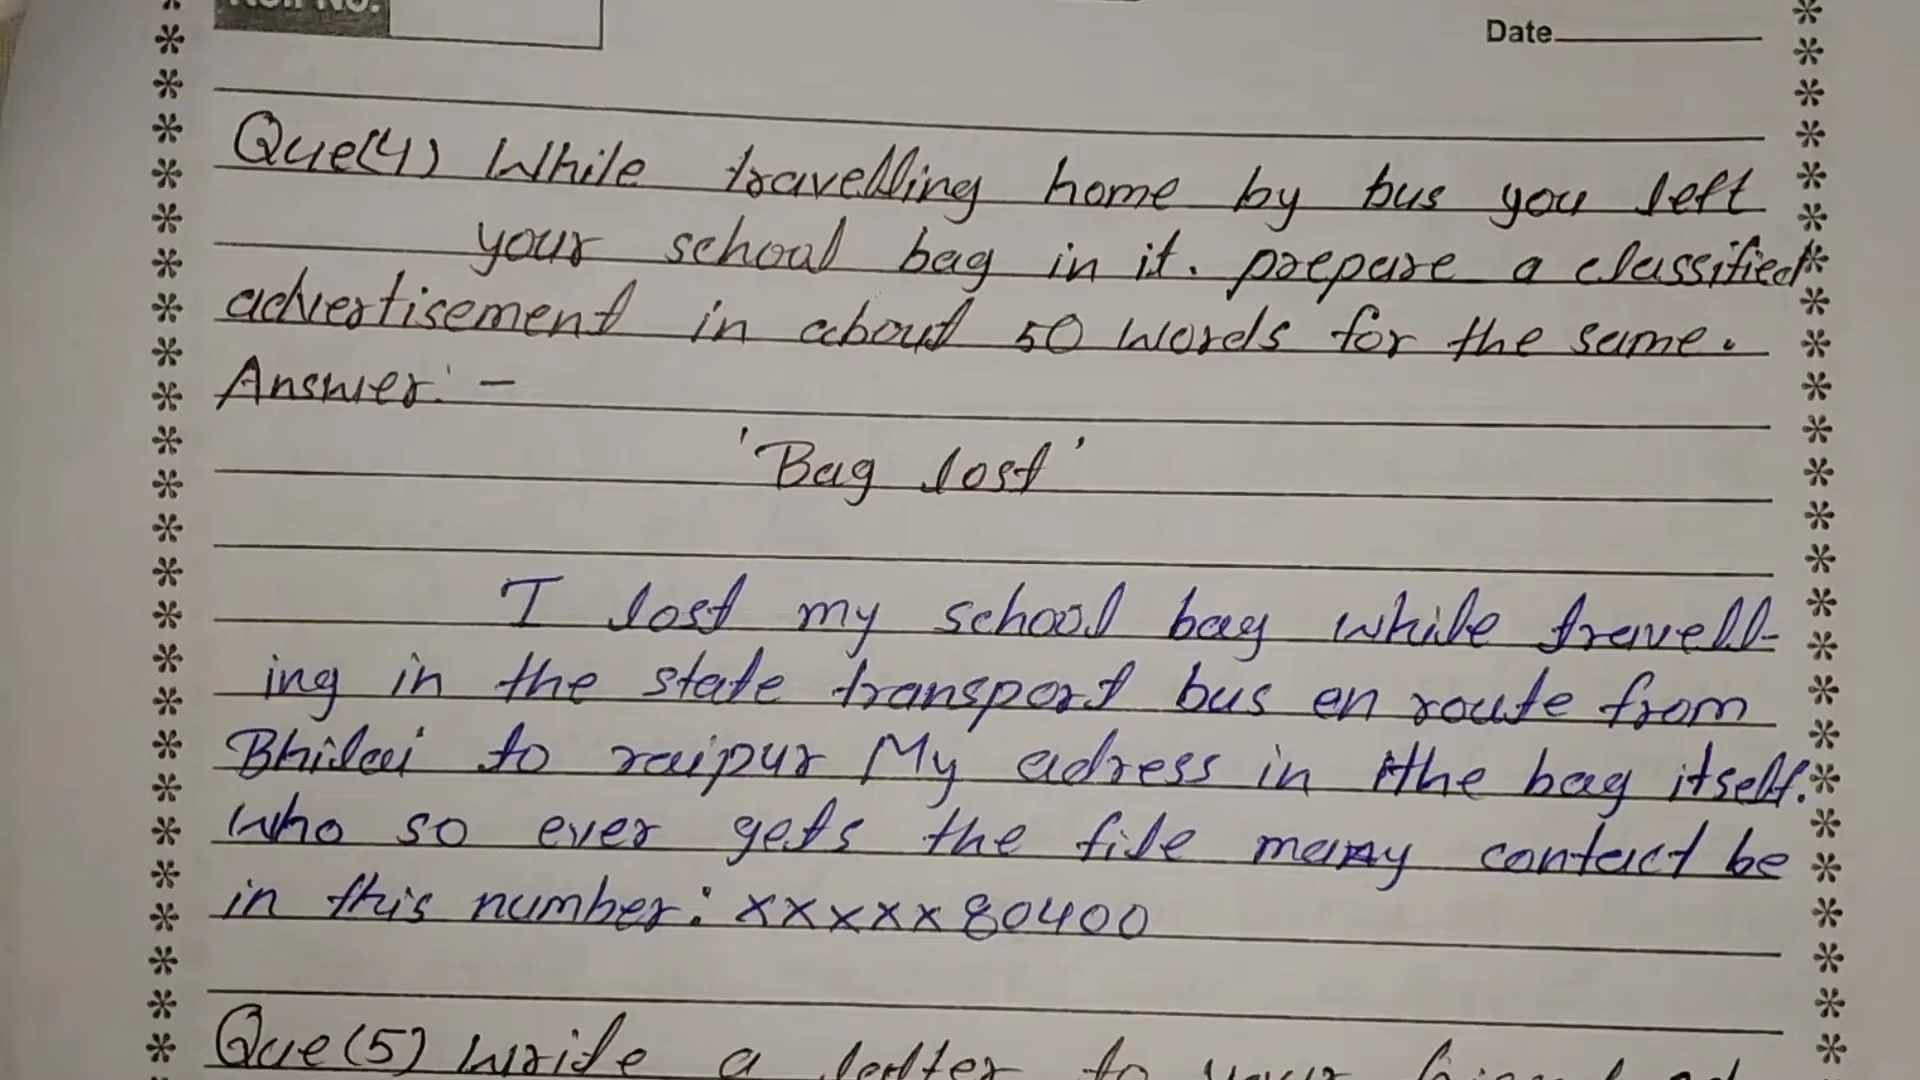 Roll No.
Date
Que(4) While travelling home by bus you left
your school bag in it. prepare a classified
advertisement in about 50 words for the same.
Answer:-
'Bag lost'
I lost my school bag while travell-
ing in the state transport bus en route from
Bhilai to raipur My adress in the bag itself.
who so ever gets the file may contact be
in this number: xxxxx80400
Que(5) Write a letter to your